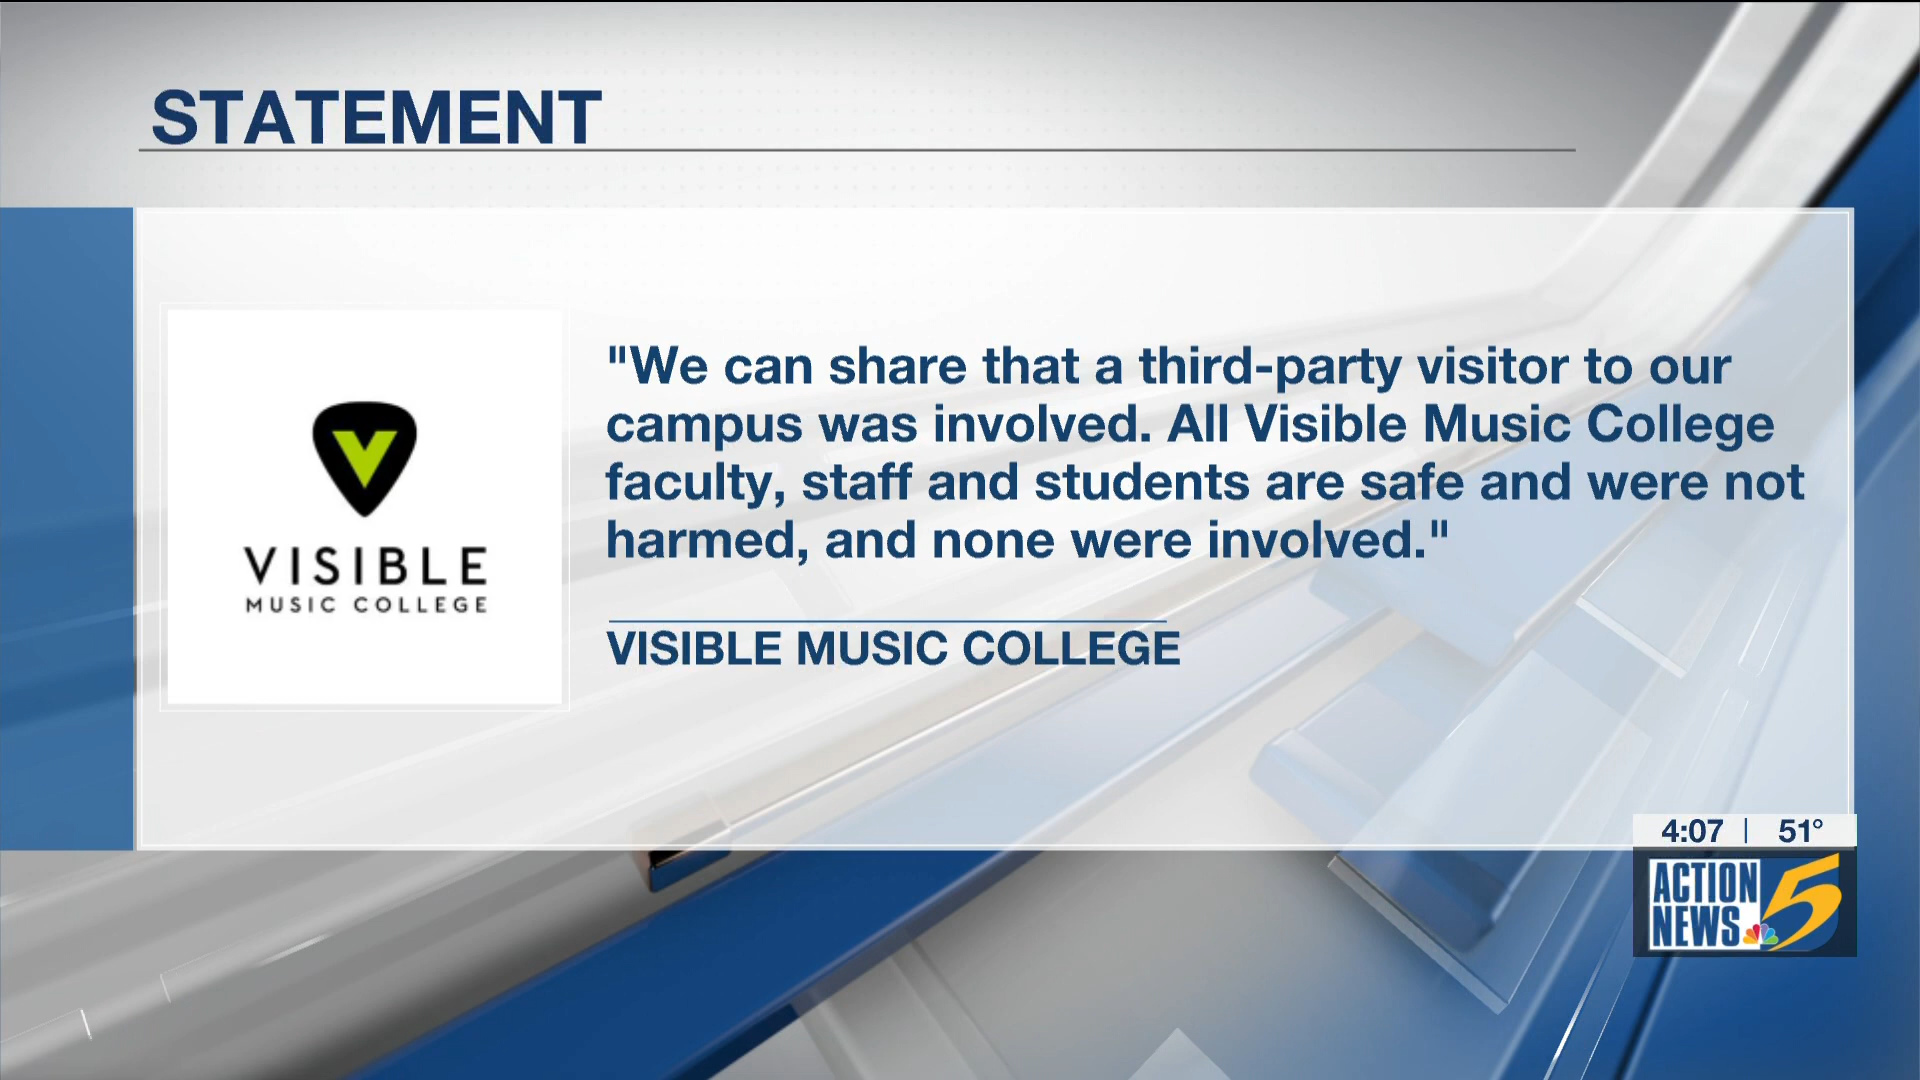 STATEMENT
"We can share that a third-party visitor to our
campus was involved. All Visible Music College
faculty, staff and students are safe and were not
harmed, and none were involved."
VISIBLE MUSIC COLLEGE
V
VISIBLE
MUSIC COLLEGE
4:07 | 51°
ACTION
NEWS 5